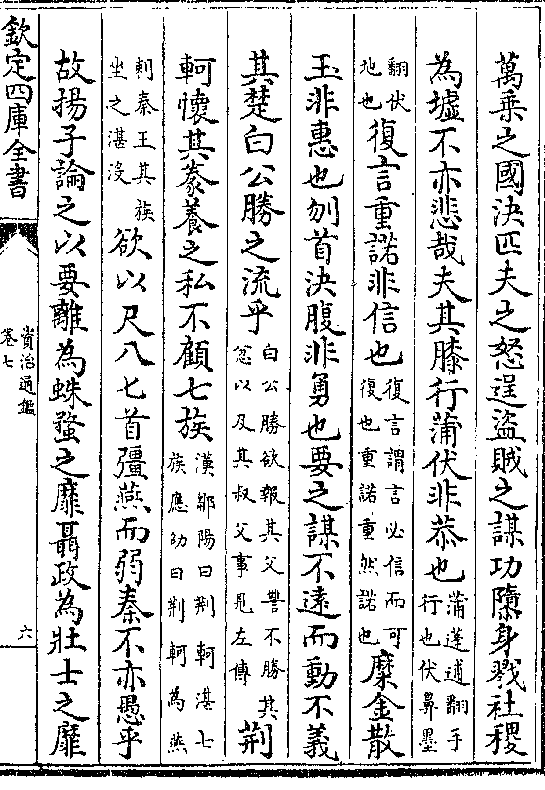 萬乗之國決匹夫之怒逞盜賊之謀功隳身戮社稷
為墟不亦悲哉夫其膝行蒲伏非恭也蒲蓬逋翻手行也伏鼻墨
翻伏地也復言重諾非信也復言謂言必信而可復也重諾重然諾也糜金散
玉非惠也刎首決腹非勇也要之謀不遠而動不義
其楚白公勝之流乎白公勝欲報其父讐不勝其忿以及其叔父事見左傳荆
軻懷其豢養之私不顧七族漢鄒陽曰荆軻湛七族應劭曰荆軻為燕
刺秦王其族坐之湛没欲以尺八匕首彊燕而弱秦不亦愚乎
故揚子論之以要離為蛛蝥之靡聶政為壯士之靡
欽定四庫全書
資治通鑑
卷七
六